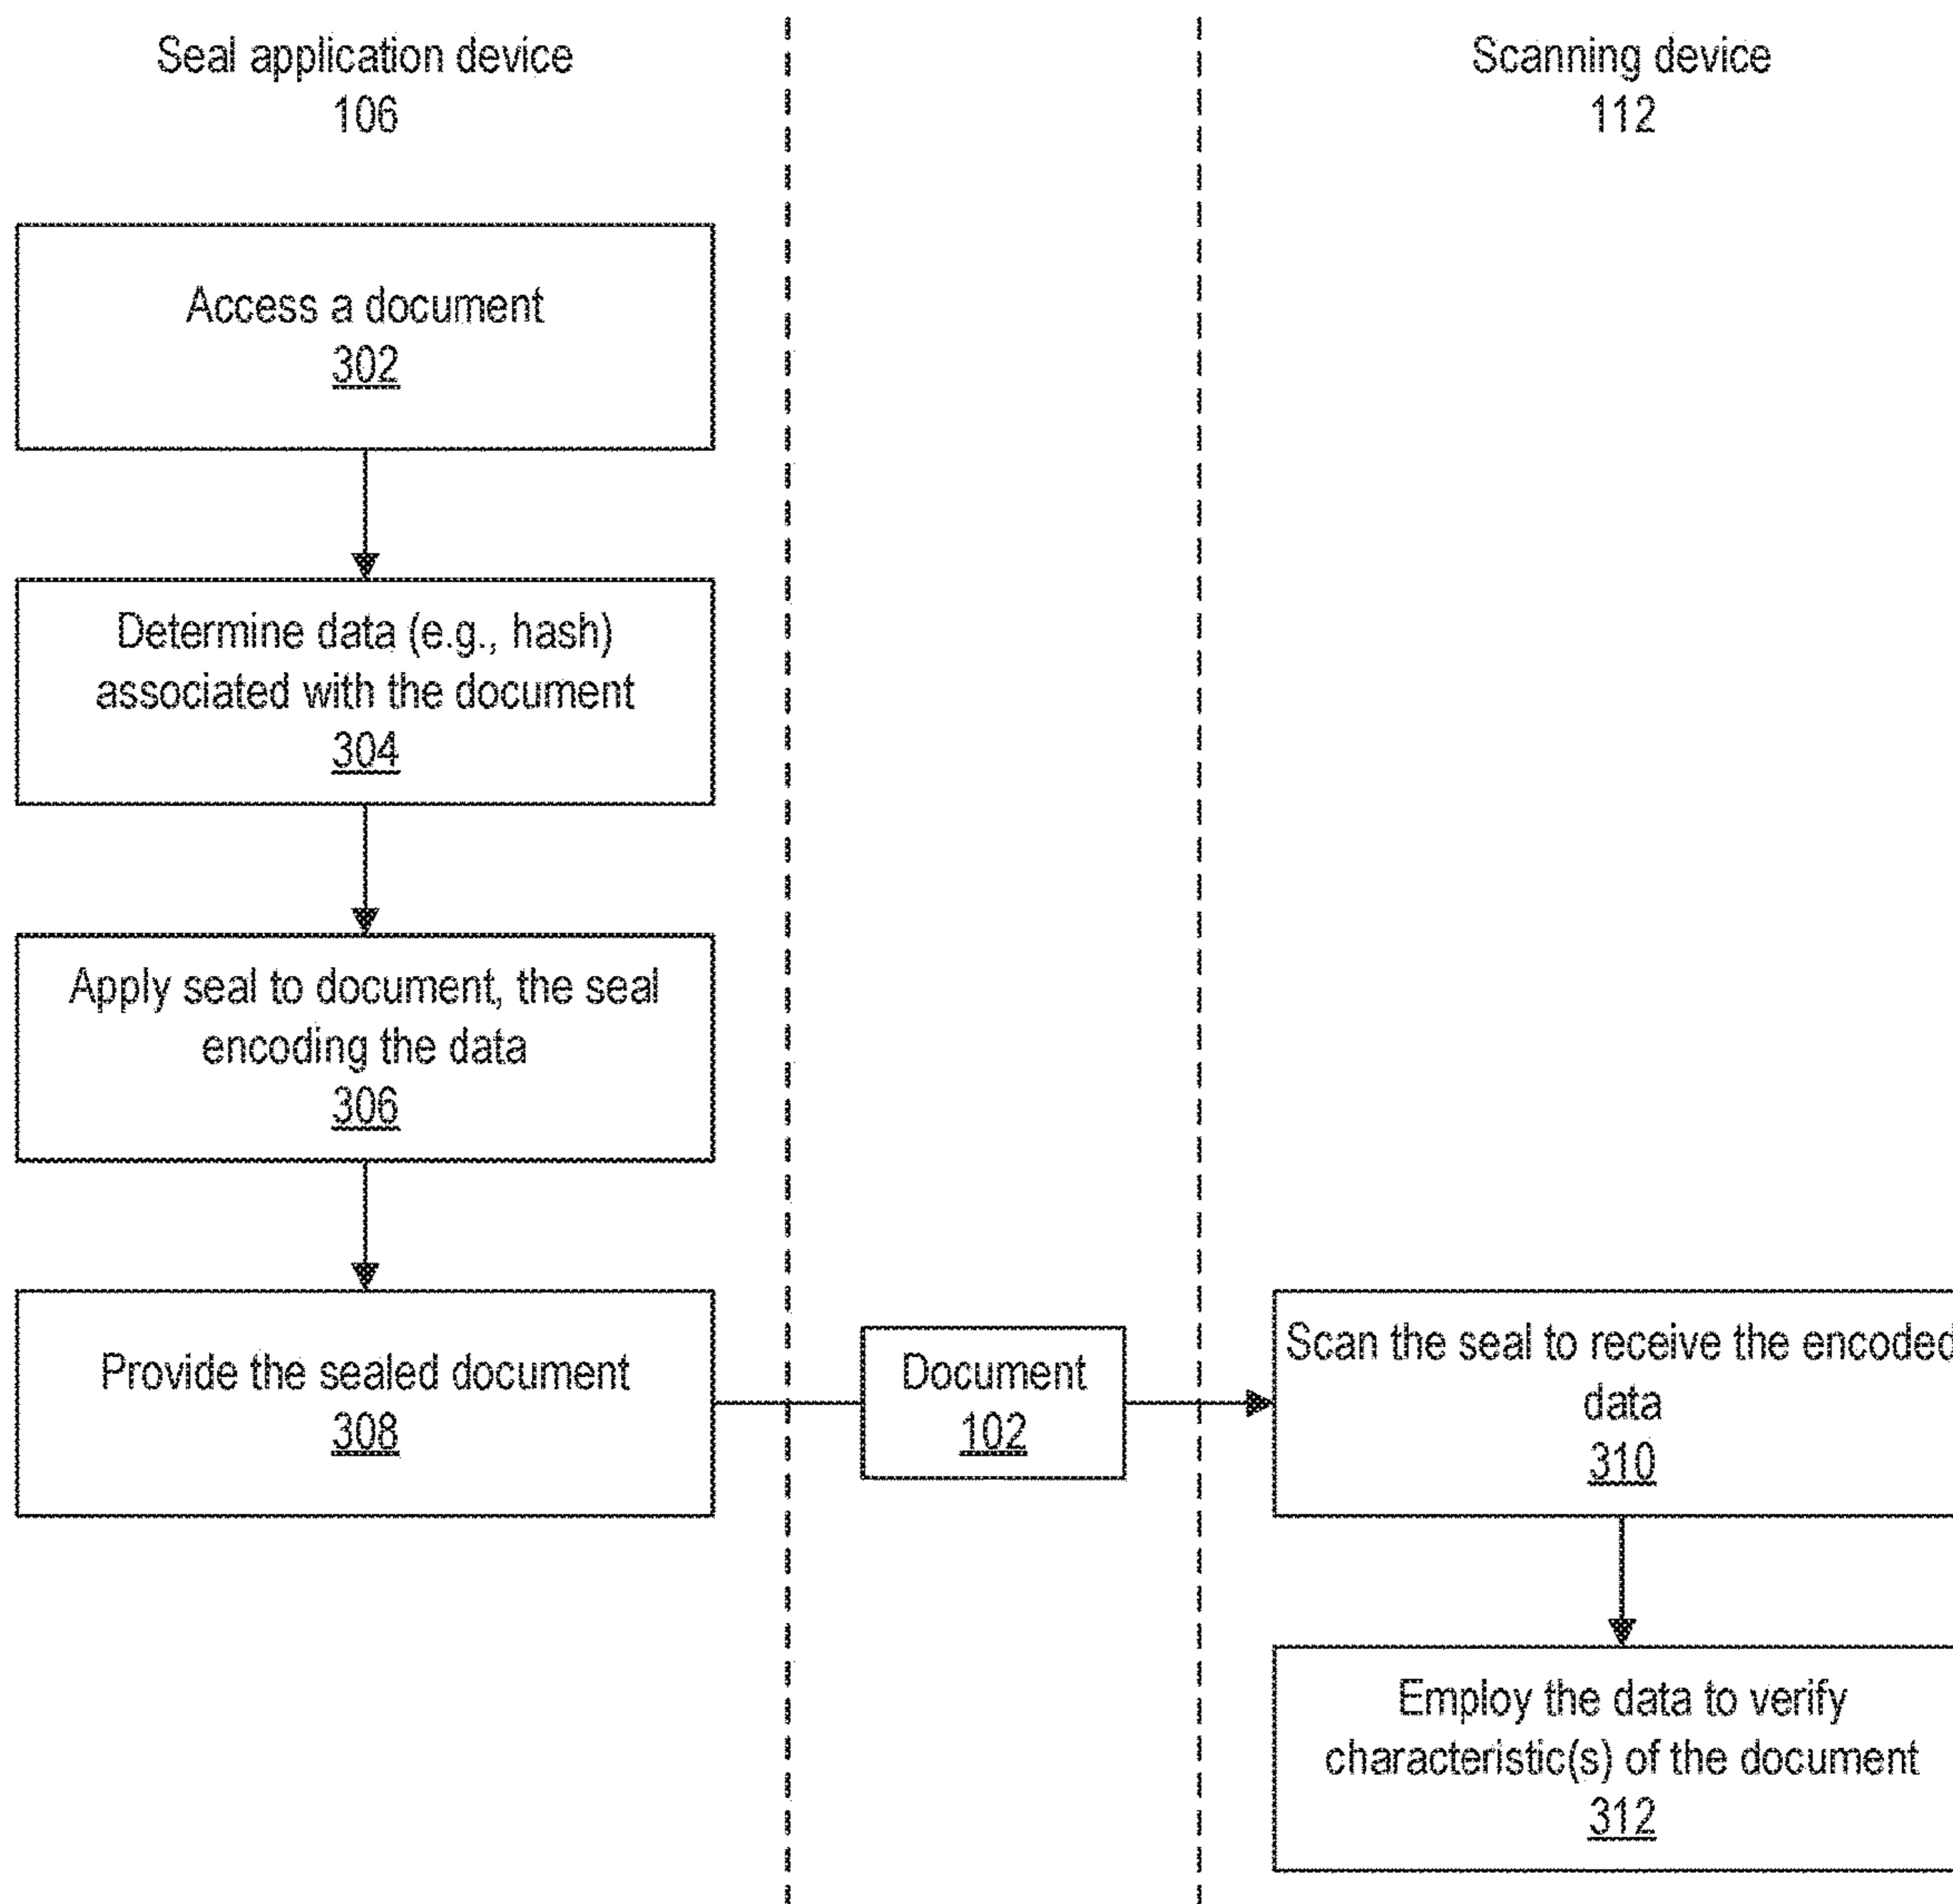 Seal application device
106
Scanning device
112
Access a document
302
Determine data (e.g., hash)
associated with the document
304
Apply seal to document, the seal
encoding the data
306
Provide the sealed document
308
Document
102
Scan the seal to receive the encoded
data
310
Employ the data to verify
characteristic(s) of the document
312